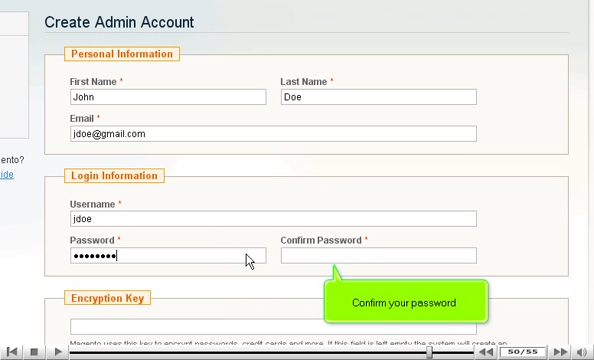 Create Admin Account
Personal Information
First Name * Last Name *
John Doe
Email *
jdoe@gmail.com
ento?
ide
Login Information
Username *
jdoe
Password * Confirm Password *
••••••••
Confirm your password
Encryption Key
Magento uses this key to encrypt passwords, credit cards and more. If this field is left empty the system will create an
50/55